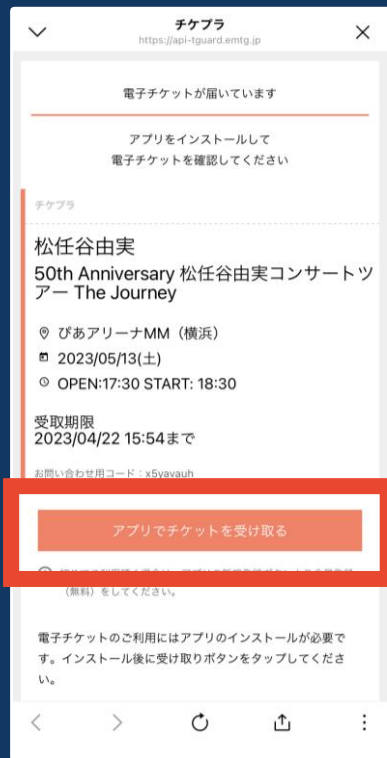 チケプラ
https://api-tguard.emtg.jp
電子チケットが届いています
アプリをインストールして
電子チケットを確認してください
チケプラ
松任谷由実
50th Anniversary 松任谷由実コンサートツ
アー The Journey
ぴあアリーナMM（横浜）
2023/05/13(土)
OPEN:17:30 START: 18:30
受取期限
2023/04/22 15:54まで
お問い合わせ用コード：x5yavauh
アプリでチケットを受け取る
（無料）をしてください。
電子チケットのご利用にはアプリのインストールが必要で
す。インストール後に受け取りボタンをタップしてくださ
い。